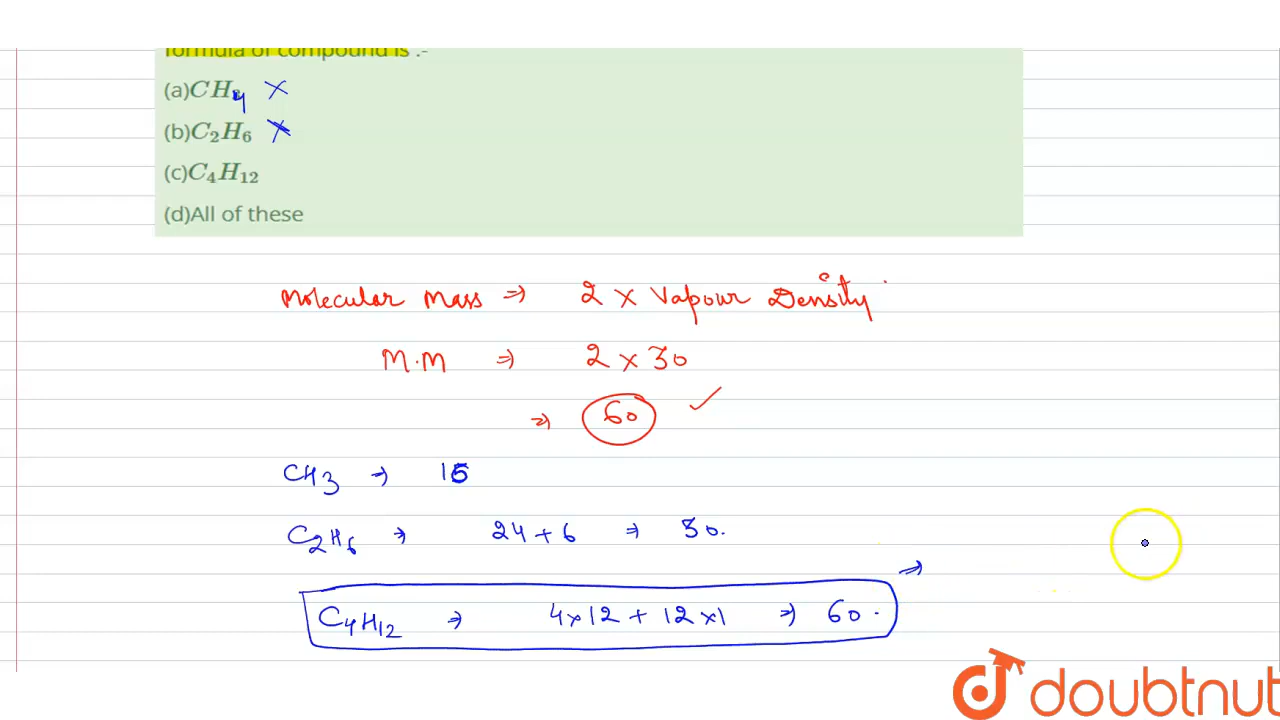 formula of compound is :-
(a)CH4 ×
(b)C2H6 ×
(c)C4H12
(d)All of these
Molecular Mass ⇒ 2 × Vapour Density
M.M ⇒ 2 × 30
⇒ 60 ✓
CH3 ⇒ 15
C2H6 ⇒ 24 + 6 ⇒ 30.
⇒
C4H12 ⇒ 4×12 + 12×1 ⇒ 60.
doubtnut